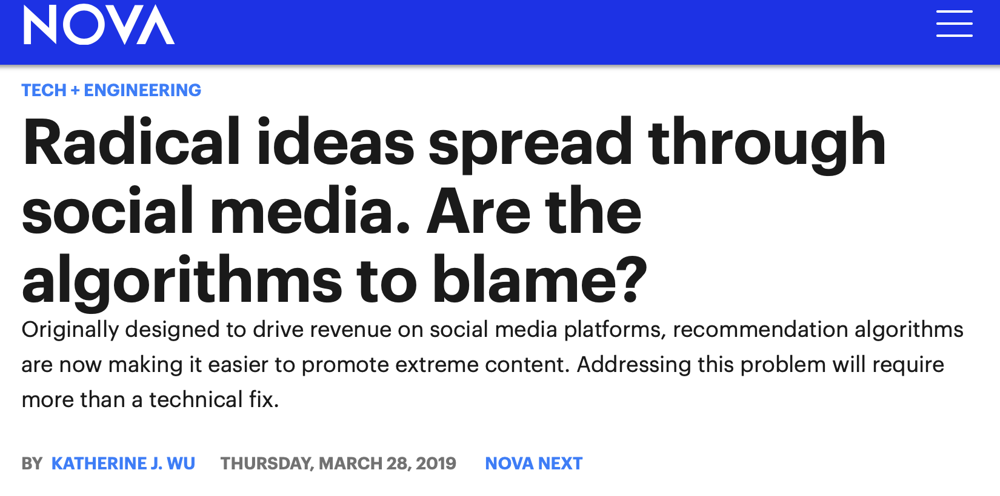 NOVA
TECH + ENGINEERING
Radical ideas spread through
social media. Are the
algorithms to blame?
Originally designed to drive revenue on social media platforms, recommendation algorithms
are now making it easier to promote extreme content. Addressing this problem will require
more than a technical fix.
BY KATHERINE J. WU THURSDAY, MARCH 28, 2019 NOVA NEXT